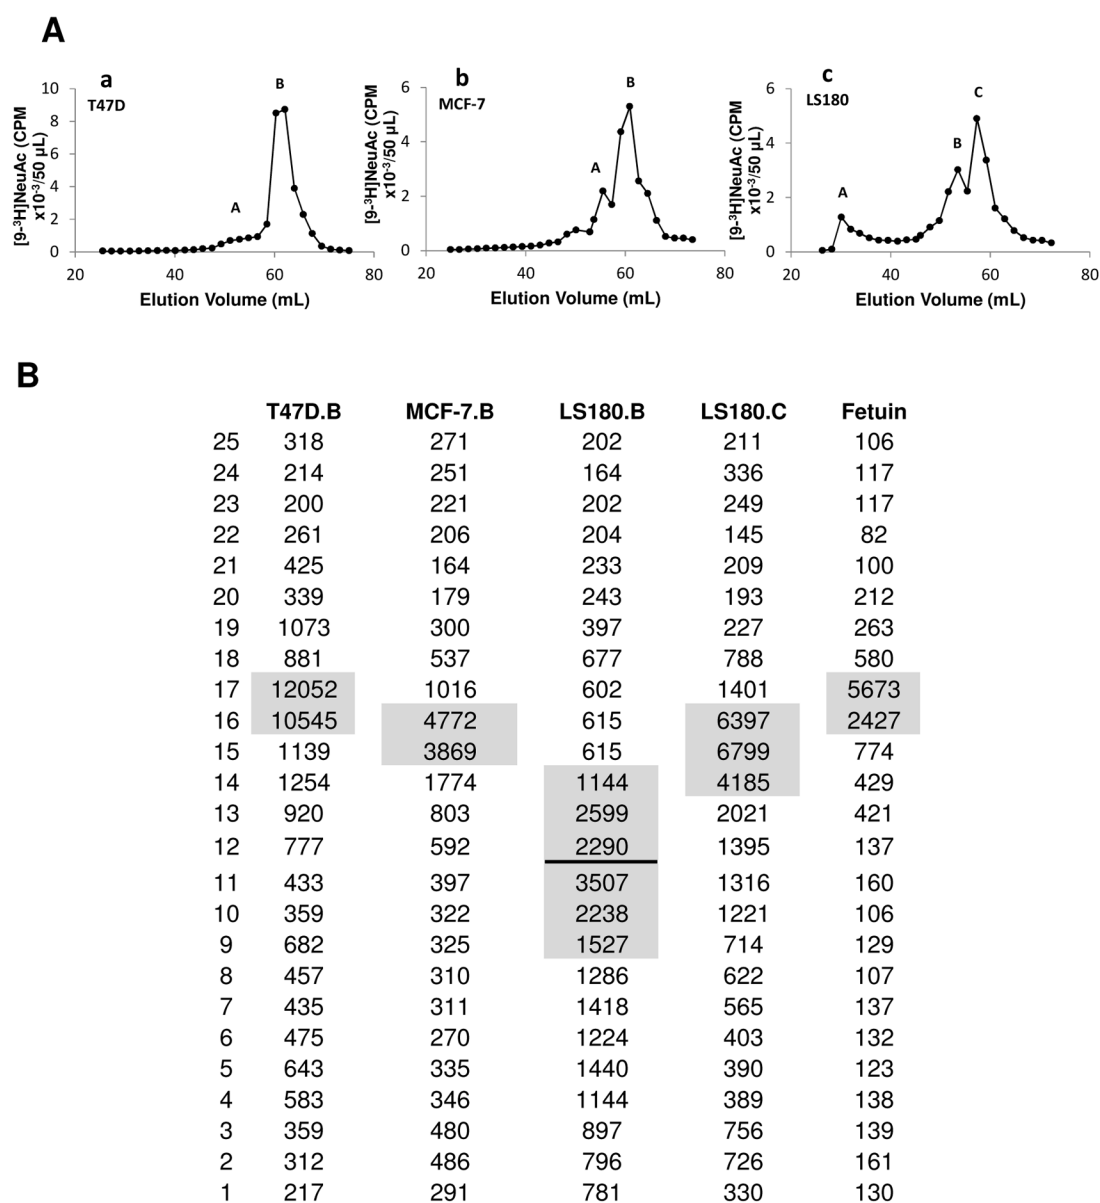 A
a
T47D
A
B
[9-³H]NeuAc (CPM
x10⁻³/50 µL)
10
8
6
4
2
0
20 40 60 80
Elution Volume (mL)
b
MCF-7
A
B
[9-³H]NeuAc (CPM
x10⁻³/50 µL)
6
4
2
0
20 40 60 80
Elution Volume (mL)
c
LS180
A
B
C
[9-³H]NeuAc (CPM
x10⁻³/50 µL)
6
4
2
0
20 40 60 80
Elution Volume (mL)
B
T47D.B MCF-7.B LS180.B LS180.C Fetuin
25 318 271 202 211 106
24 214 251 164 336 117
23 200 221 202 249 117
22 261 206 204 145 82
21 425 164 233 209 100
20 339 179 243 193 212
19 1073 300 397 227 263
18 881 537 677 788 580
17 12052 1016 602 1401 5673
16 10545 4772 615 6397 2427
15 1139 3869 615 6799 774
14 1254 1774 1144 4185 429
13 920 803 2599 2021 421
12 777 592 2290 1395 137
11 433 397 3507 1316 160
10 359 322 2238 1221 106
9 682 325 1527 714 129
8 457 310 1286 622 107
7 435 311 1418 565 137
6 475 270 1224 403 132
5 643 335 1440 390 123
4 583 346 1144 389 138
3 359 480 897 756 139
2 312 486 796 726 161
1 217 291 781 330 130